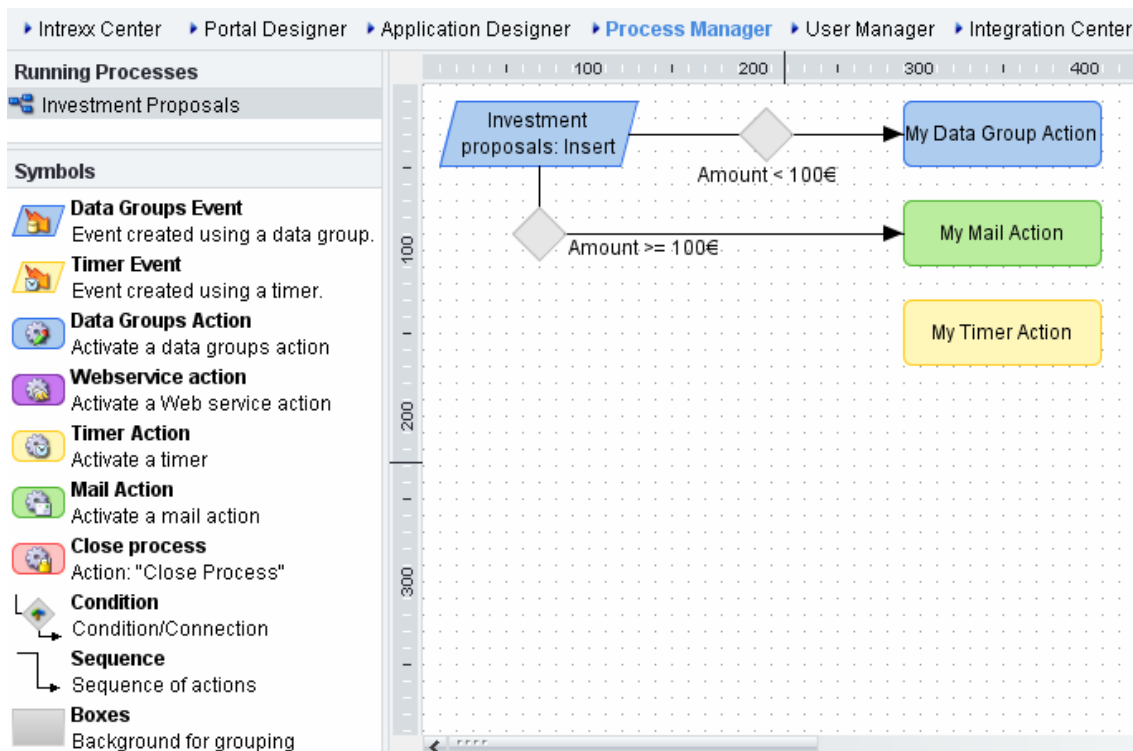 Intrexx Center Portal Designer Application Designer Process Manager User Manager Integration Center
Running Processes
Investment Proposals
Symbols
Data Groups Event
Event created using a data group.
Timer Event
Event created using a timer.
Data Groups Action
Activate a data groups action
Webservice action
Activate a Web service action
Timer Action
Activate a timer
Mail Action
Activate a mail action
Close process
Action: "Close Process"
Condition
Condition/Connection
Sequence
Sequence of actions
Boxes
Background for grouping
100 200 300 400
100
200
300
Investment
proposals: Insert
Amount < 100€
My Data Group Action
Amount >= 100€
My Mail Action
My Timer Action